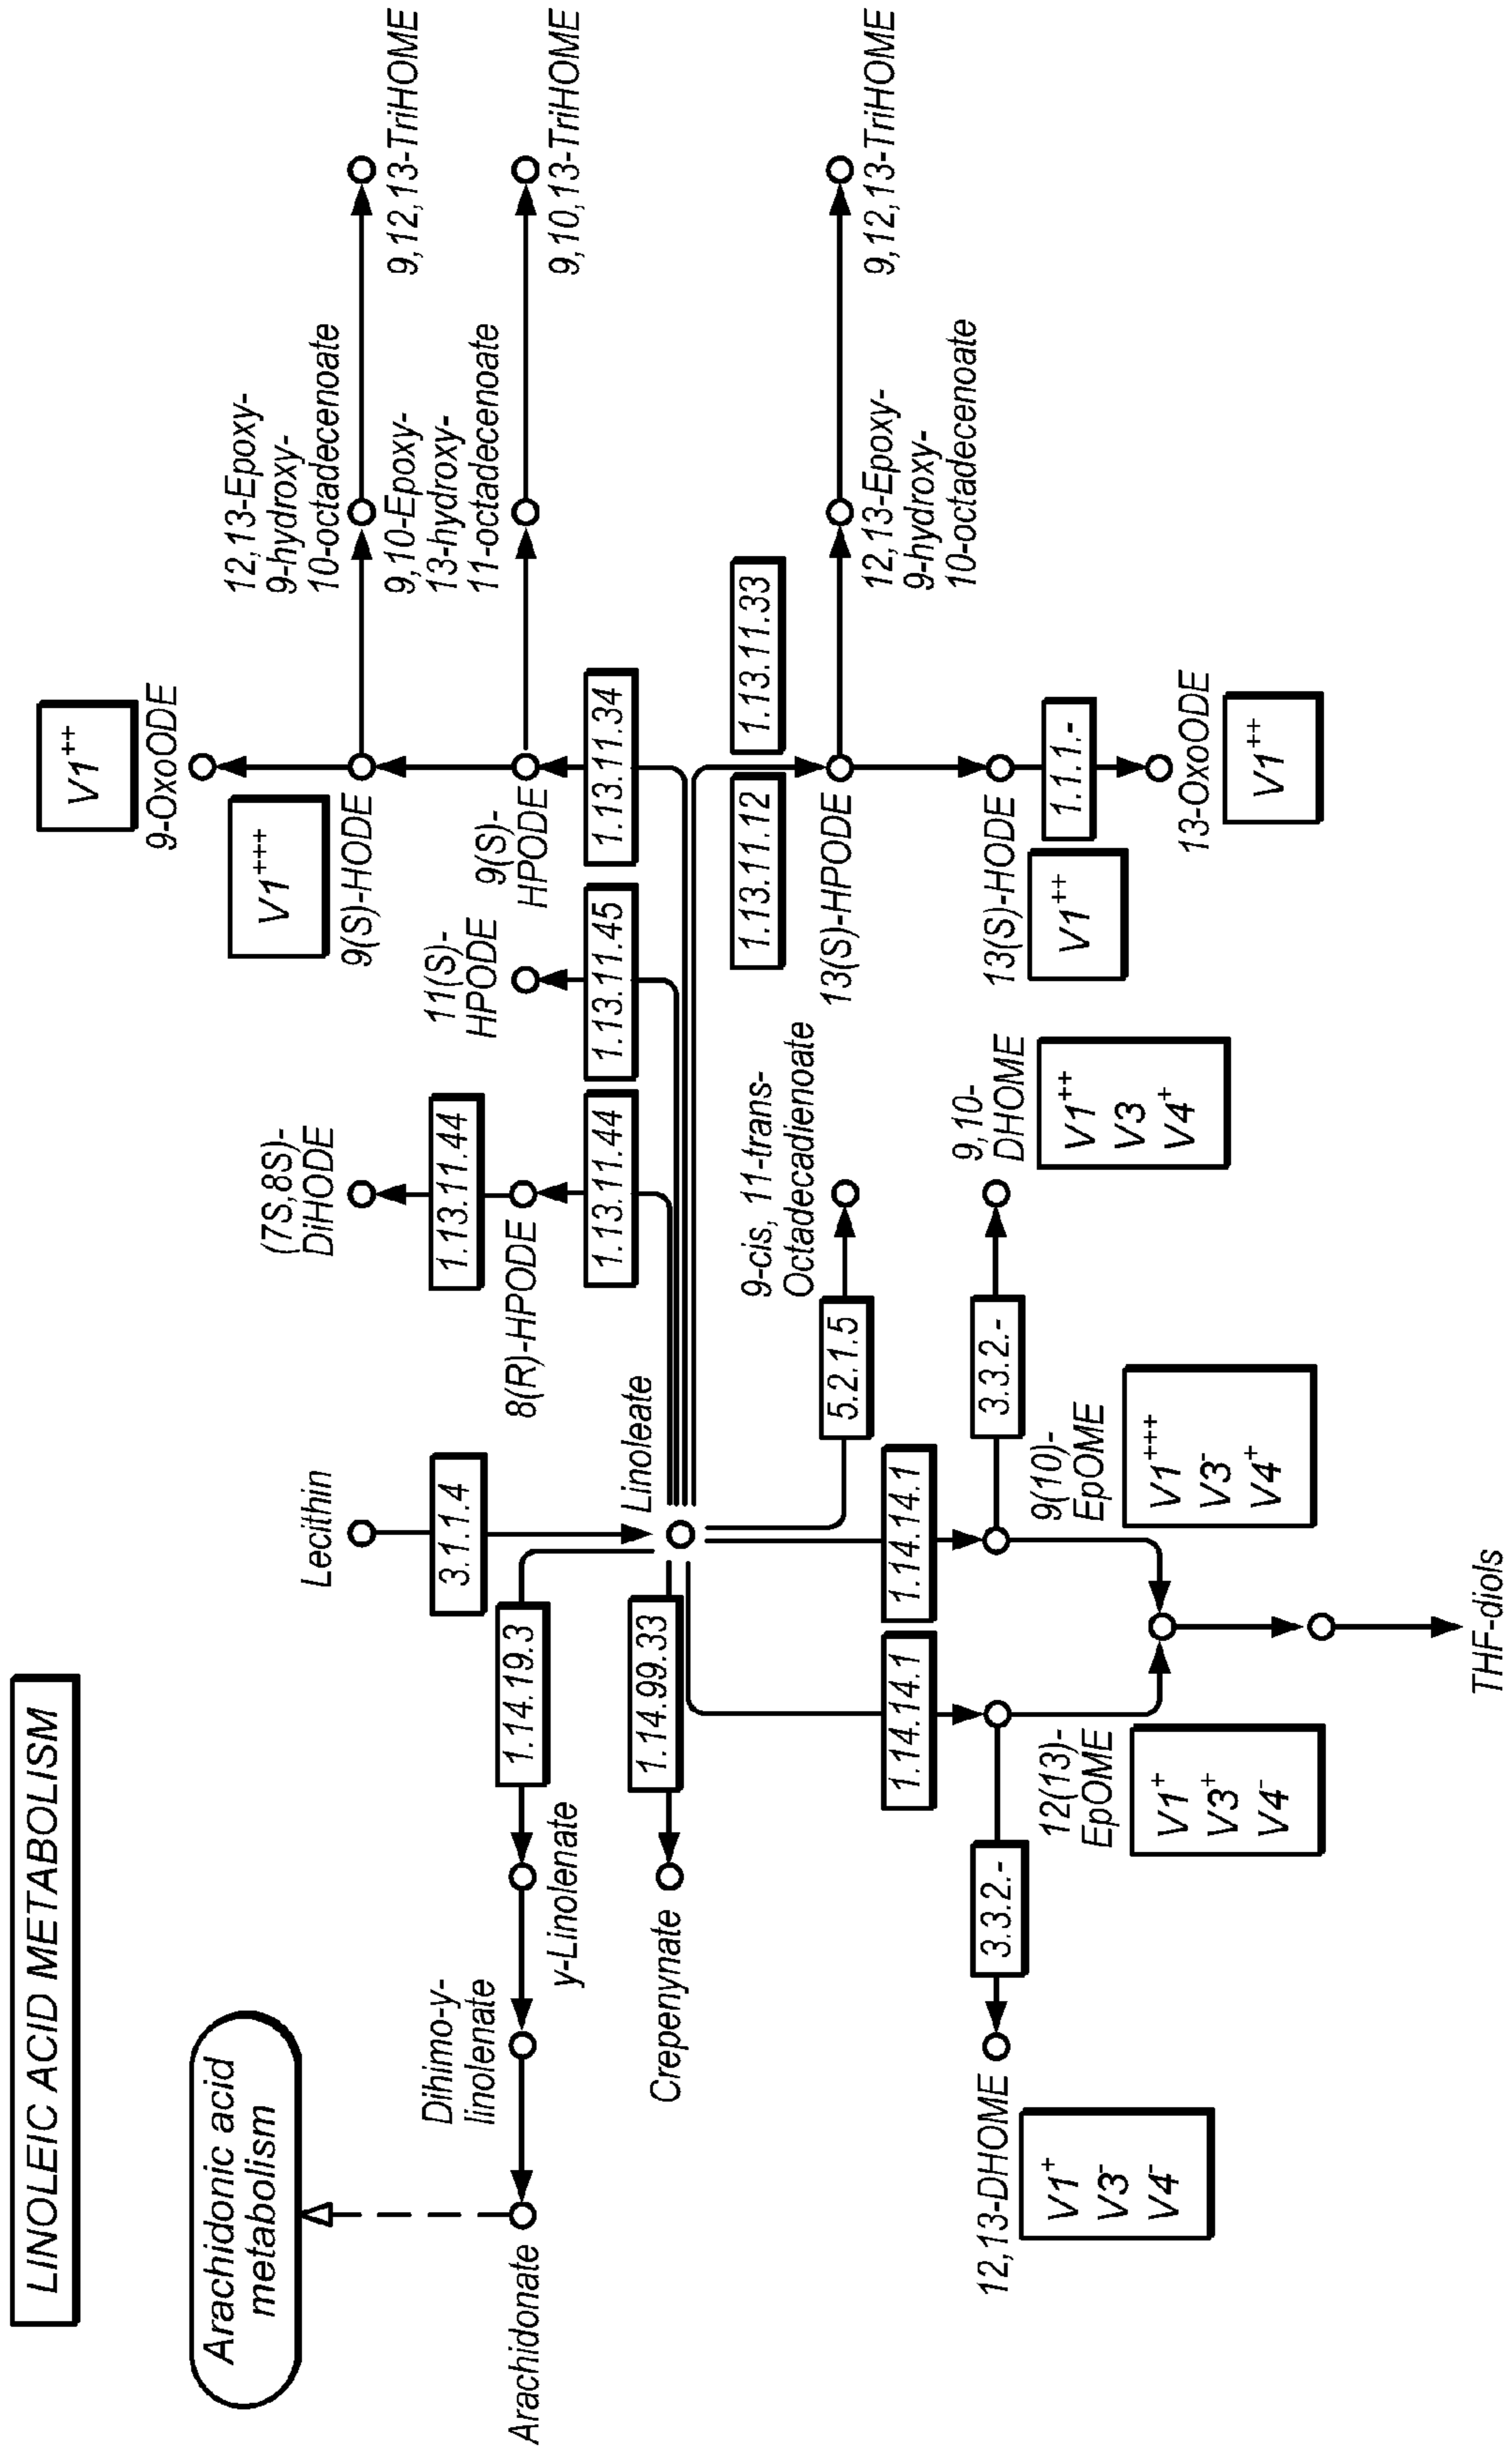 LINOLEIC ACID METABOLISM
Arachidonic acid
metabolism
Lecithin
3.1.1.4
(7S,8S)-
DiHODE
1.13.11.44
8(R)-HPODE
1.13.11.44
11(S)-
HPODE
1.13.11.45
V1++
9-OxoODE
V1+++
9(S)-HODE
9(S)-
HPODE
1.13.11.34
12,13-Epoxy-
9-hydroxy-
10-octadecenoate
9,12,13-TriHOME
9,10-Epoxy-
13-hydroxy-
11-octadecenoate
9,10,13-TriHOME
Arachidonate
Dihimo-y-
linolenate
y-Linolenate
1.14.19.3
Linoleate
Crepenynate
1.14.99.33
1.13.11.12
1.13.11.33
13(S)-HPODE
12,13-Epoxy-
9-hydroxy-
10-octadecenoate
9,12,13-TriHOME
9-cis, 11-trans-
Octadecadienoate
5.2.1.5
1.14.14.1
1.14.14.1
12,13-DHOME
V1+
V3-
V4-
3.3.2.-
12(13)-
EpOME
V1+
V3+
V4-
9(10)-
EpOME
V1+++
V3-
V4+
3.3.2.-
9,10-
DHOME
V1++
V3
V4+
13(S)-HODE
V1++
1.1.1.-
13-OxoODE
V1++
THF-diols